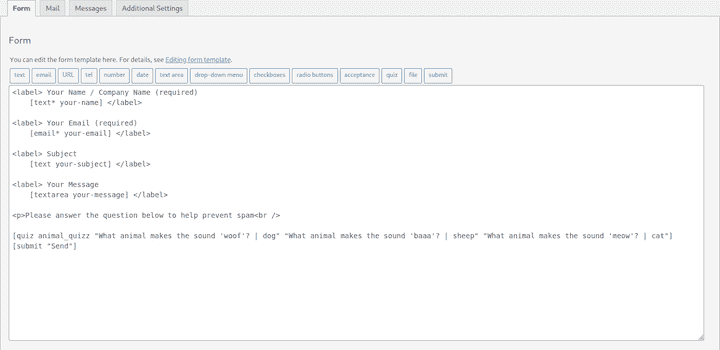 Form Mail Messages Additional Settings
Form
You can edit the form template here. For details, see Editing form template.
text email URL tel number date text area drop-down menu checkboxes radio buttons acceptance quiz file submit
<label> Your Name / Company Name (required)
[text* your-name] </label>
<label> Your Email (required)
[email* your-email] </label>
<label> Subject
[text your-subject] </label>
<label> Your Message
[textarea your-message] </label>
<p>Please answer the question below to help prevent spam<br />
[quiz animal_quizz "What animal makes the sound 'woof'? | dog" "What animal makes the sound 'baaa'? | sheep" "What animal makes the sound 'meow'? | cat"]
[submit "Send"]